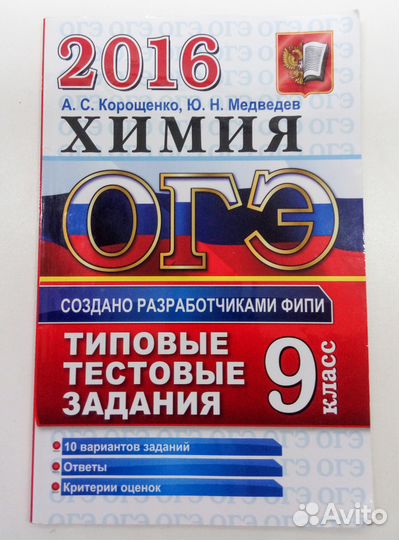 2016
А. С. Корощенко, Ю. Н. Медведев
ХИМИЯ
ОГЭ
СОЗДАНО РАЗРАБОТЧИКАМИ ФИПИ
ТИПОВЫЕ
ТЕСТОВЫЕ
ЗАДАНИЯ
9 класс
10 вариантов заданий
Ответы
Критерии оценок
Avito